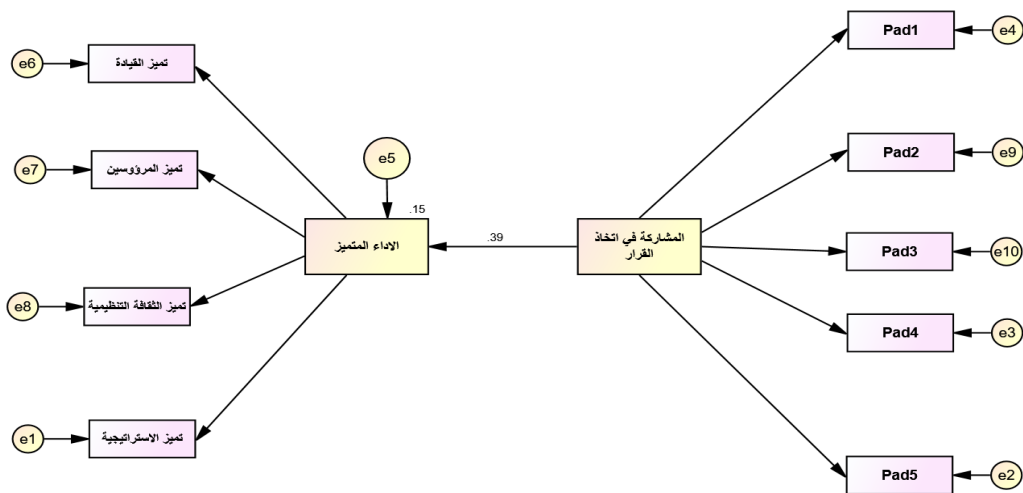 Pad1
e4
تميز القيادة
e6
e5
Pad2
e9
تميز المرؤوسين
e7
.15
المشاركة في اتخاذ
القرار
.39
الاداء المتميز
Pad3
e10
تميز الثقافة التنظيمية
e8
Pad4
e3
تميز الاستراتيجية
e1
Pad5
e2